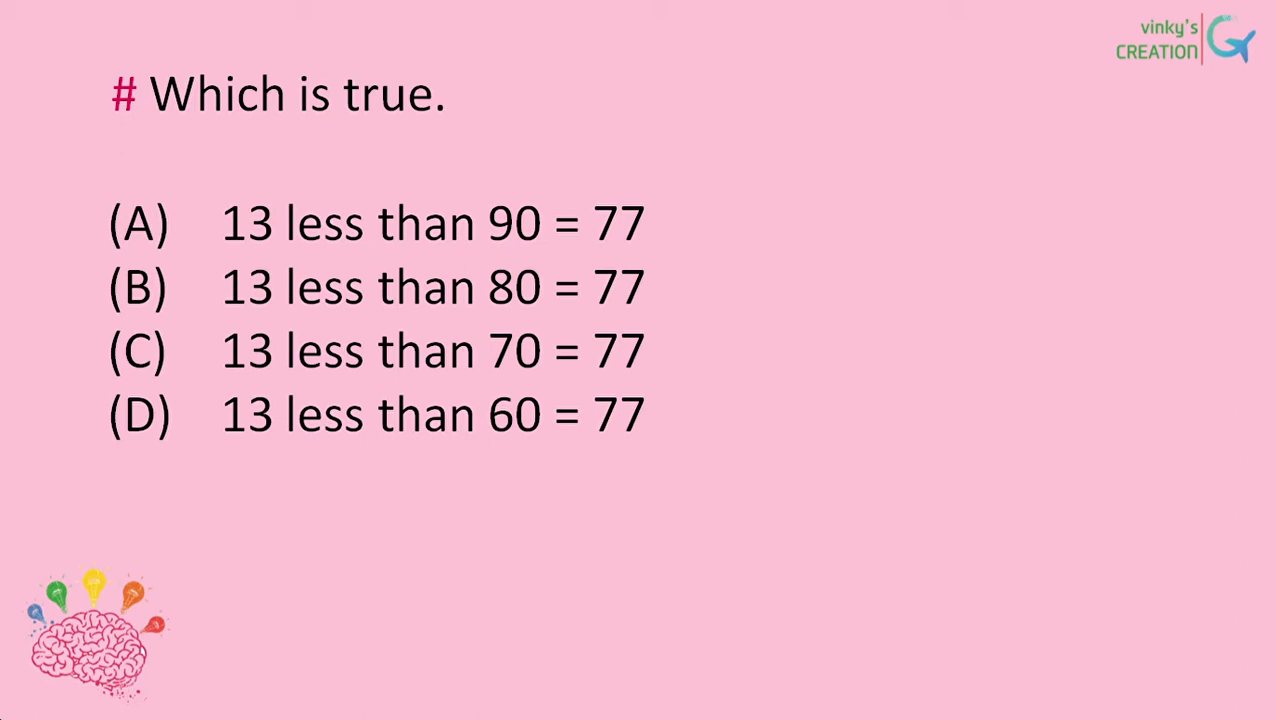 vinky's
CREATION
# Which is true.
(A) 13 less than 90 = 77
(B) 13 less than 80 = 77
(C) 13 less than 70 = 77
(D) 13 less than 60 = 77